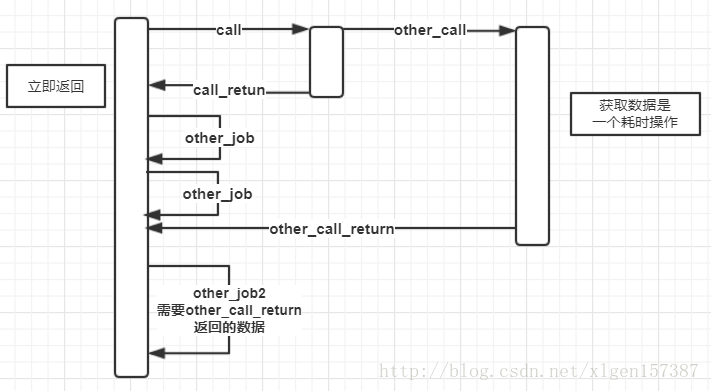 call
other_call
立即返回
call_retun
获取数据是
一个耗时操作
other_job
other_job
other_call_return
other_job2
需要other_call_return
返回的数据
http://blog.csdn.net/xlgen157387